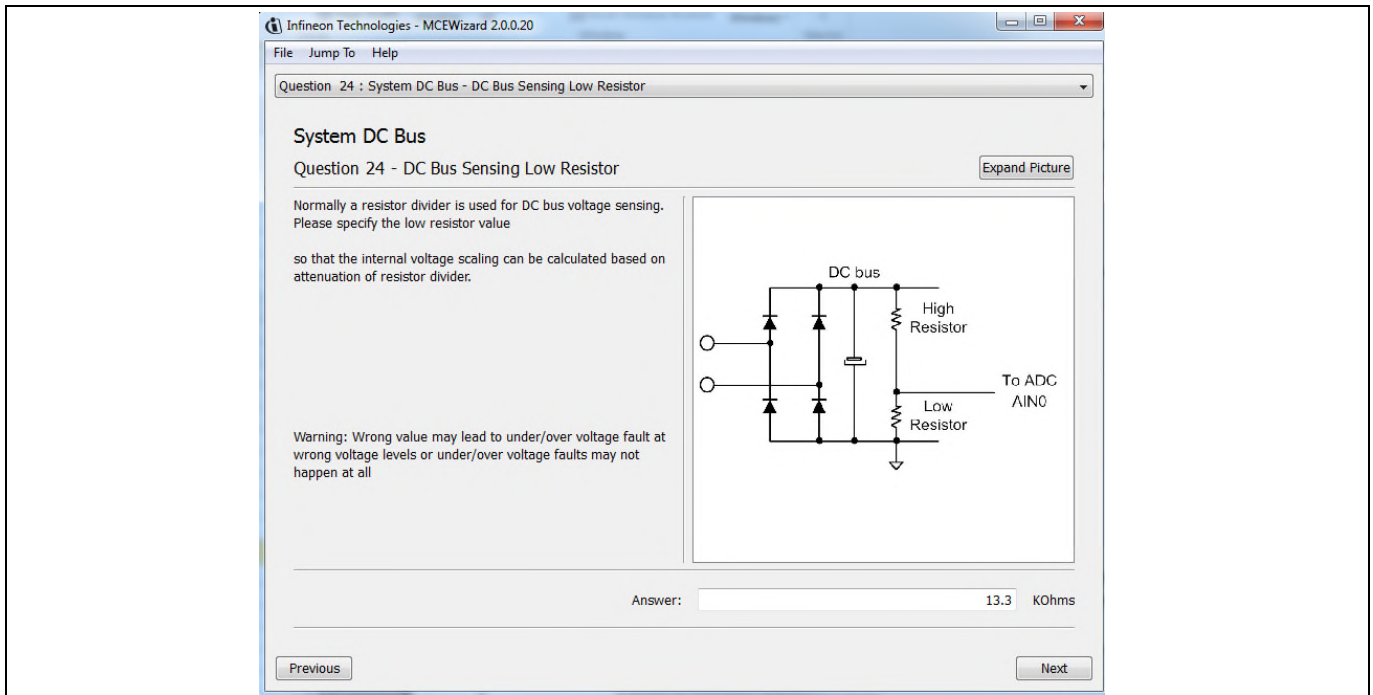 Infineon Technologies - MCEWizard 2.0.0.20
File Jump To Help
Question 24 : System DC Bus - DC Bus Sensing Low Resistor
System DC Bus
Question 24 - DC Bus Sensing Low Resistor
Expand Picture
Normally a resistor divider is used for DC bus voltage sensing.
Please specify the low resistor value
so that the internal voltage scaling can be calculated based on
attenuation of resistor divider.
Warning: Wrong value may lead to under/over voltage fault at
wrong voltage levels or under/over voltage faults may not
happen at all
DC bus
High
Resistor
To ADC
AIN0
Low
Resistor
Answer: 13.3 KOhms
Previous
Next